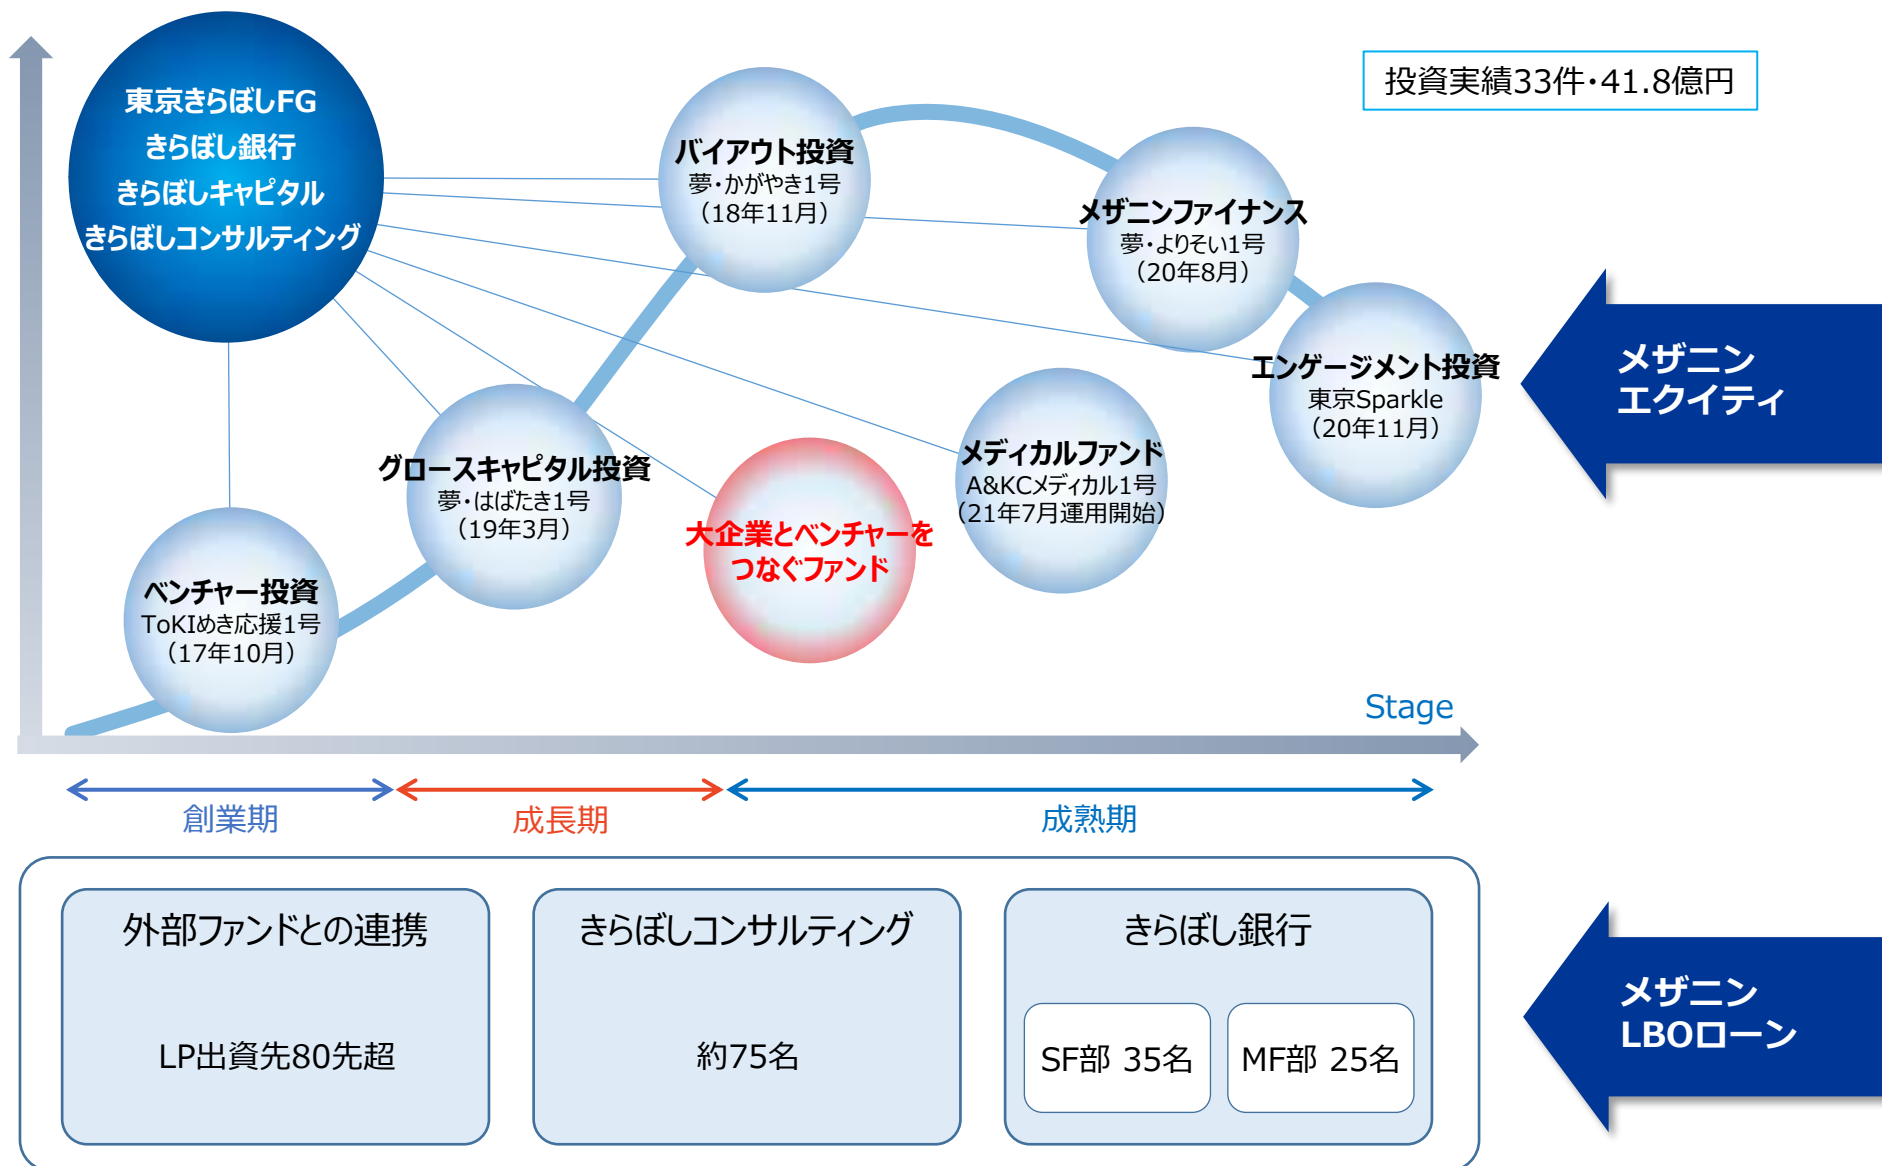 東京きらぼしFG
きらぼし銀行
きらぼしキャピタル
きらぼしコンサルティング
投資実績33件・41.8億円
バイアウト投資
夢・かがやき1号
（18年11月）
メザニンファイナンス
夢・よりそい1号
（20年8月）
エンゲージメント投資
東京Sparkle
（20年11月）
メザニン
エクイティ
グロースキャピタル投資
夢・はばたき1号
（19年3月）
大企業とベンチャーを
つなぐファンド
メディカルファンド
A&KCメディカル1号
（21年7月運用開始）
ベンチャー投資
ToKIめき応援1号
（17年10月）
Stage
創業期
成長期
成熟期
外部ファンドとの連携
LP出資先80先超
きらぼしコンサルティング
約75名
きらぼし銀行
SF部 35名
MF部 25名
メザニン
LBOローン